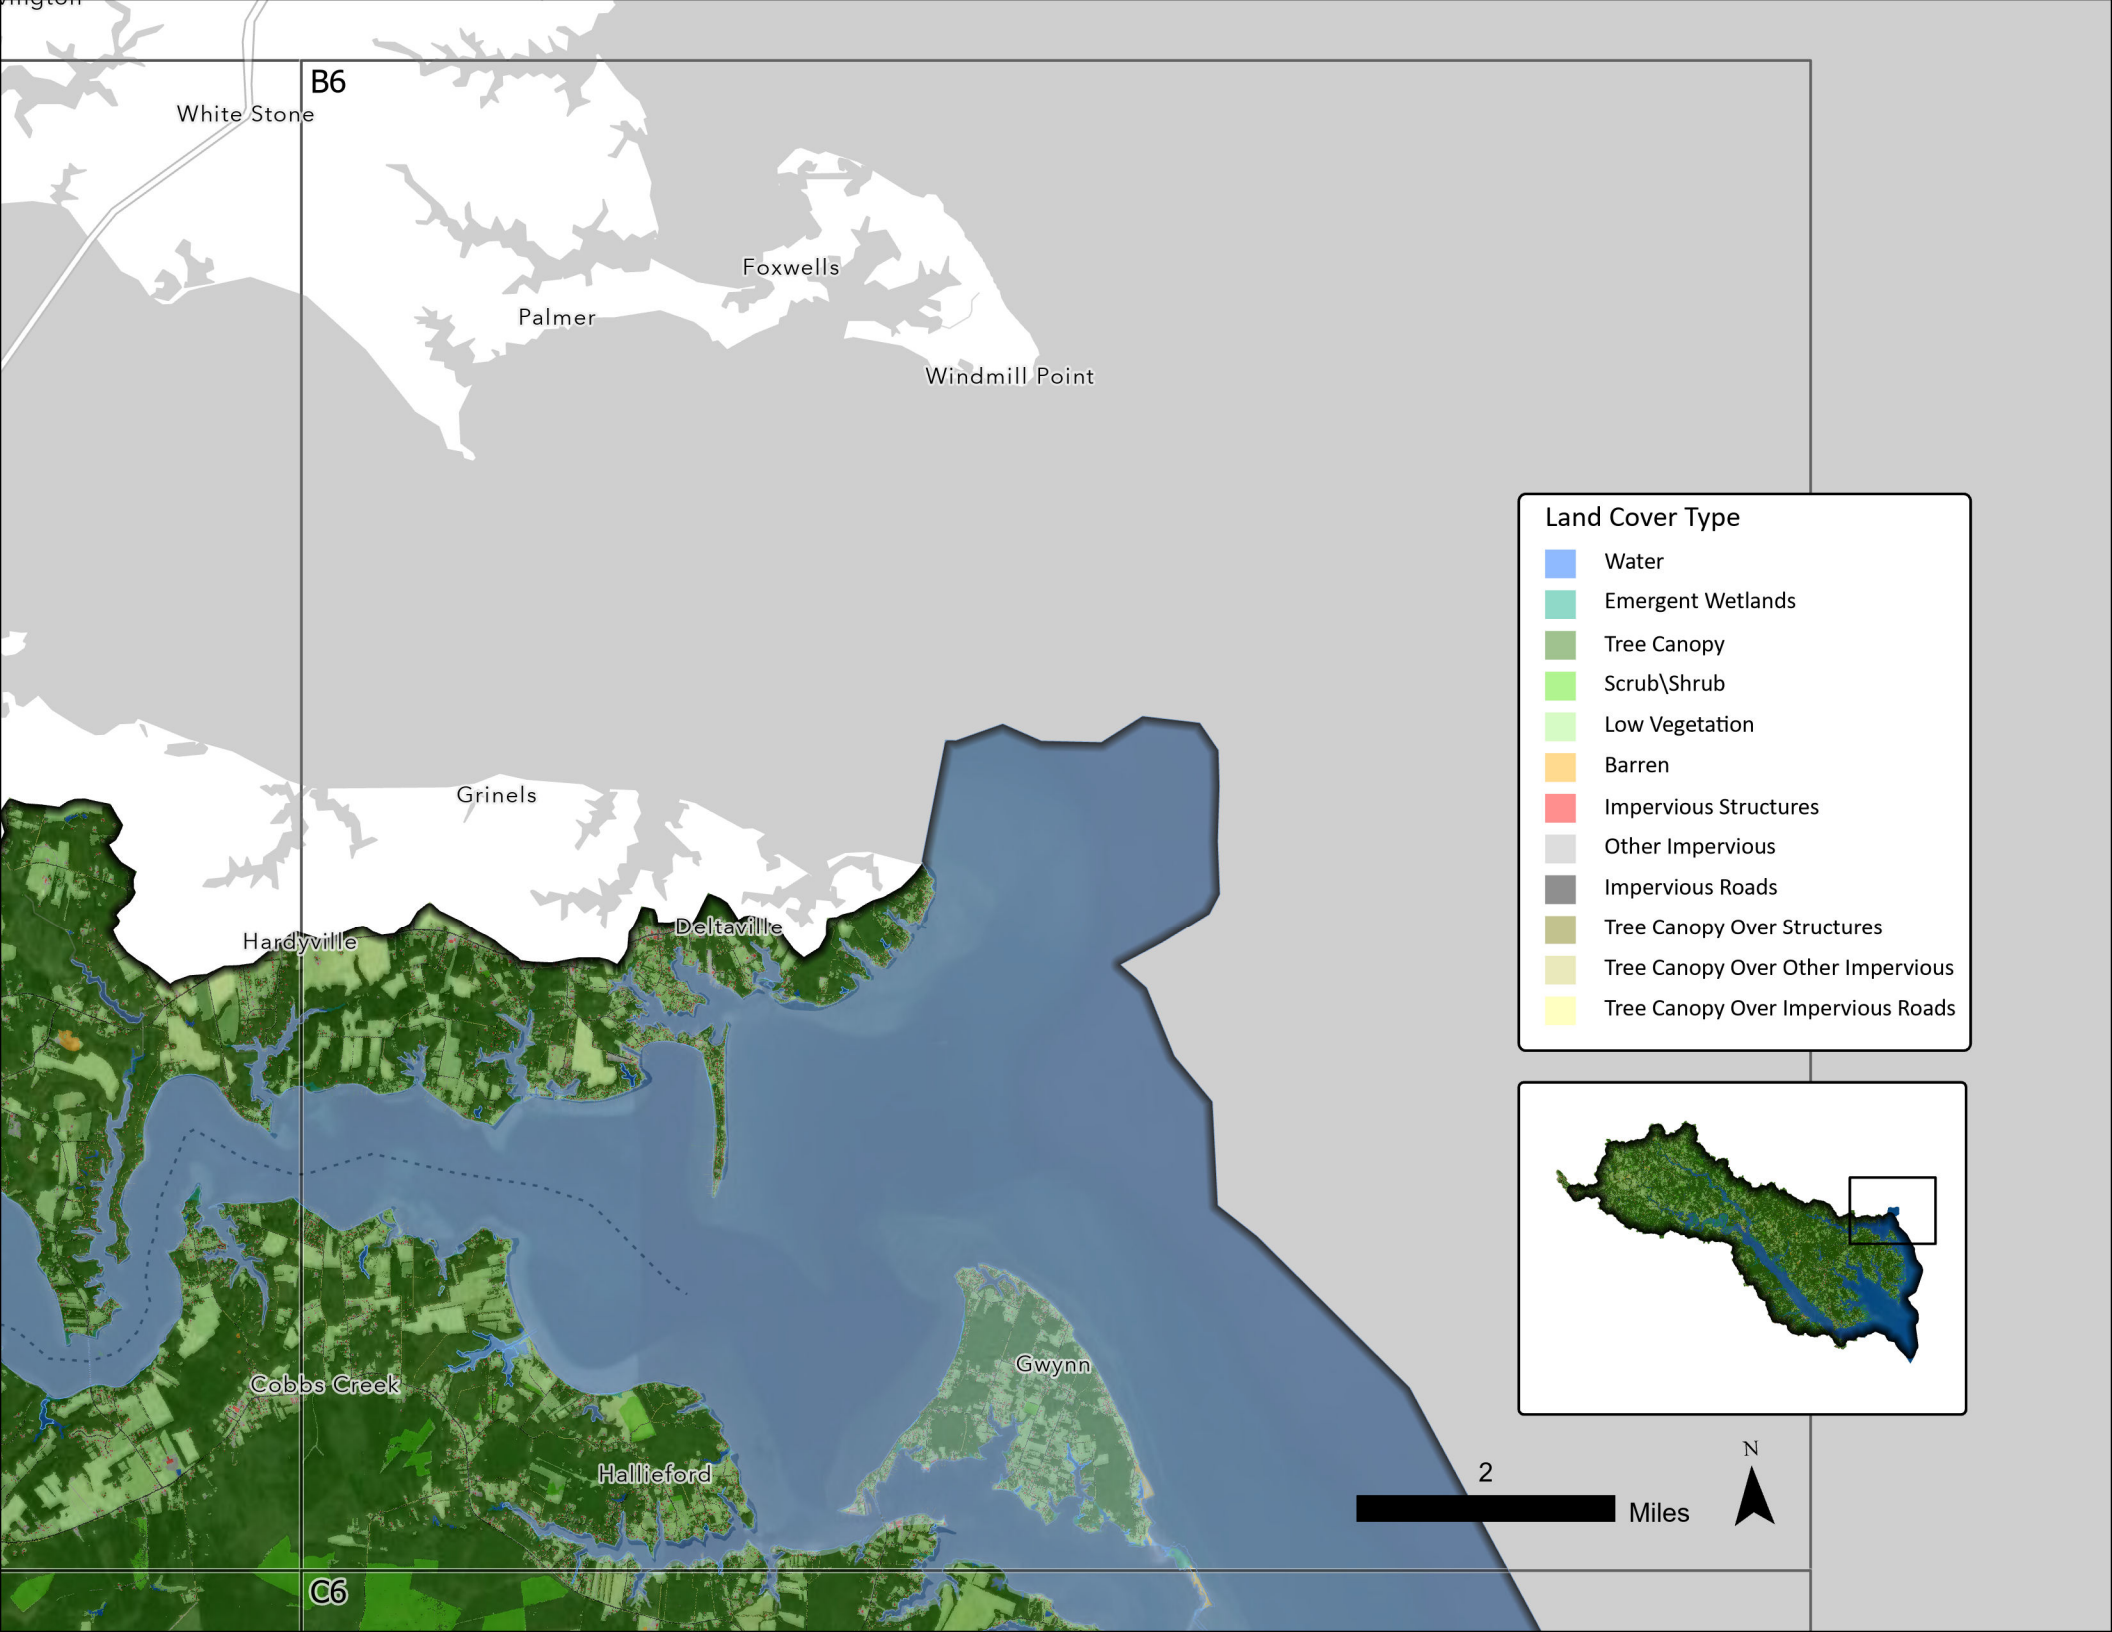 B6
White Stone
Foxwells
Palmer
Windmill Point
Land Cover Type
Water
Emergent Wetlands
Tree Canopy
Scrub\Shrub
Low Vegetation
Barren
Impervious Structures
Other Impervious
Impervious Roads
Tree Canopy Over Structures
Tree Canopy Over Other Impervious
Tree Canopy Over Impervious Roads
Grinels
Deltaville
Hardyville
Gwynn
Cobbs Creek
Hallieford
N
2
Miles
C6